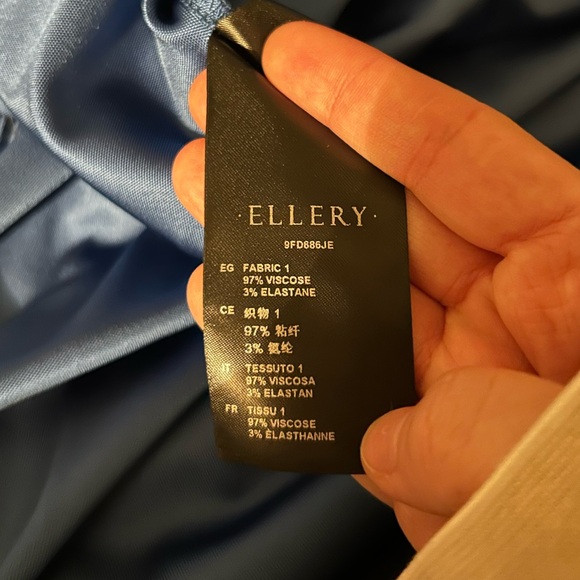 ·ELLERY·
9FD686JE
EG FABRIC 1
97% VISCOSE
3% ELASTANE
CE 织物 1
97% 粘纤
3% 氨纶
IT TESSUTO 1
97% VISCOSA
3% ELASTAN
FR TISSU 1
97% VISCOSE
3% ÉLASTHANNE